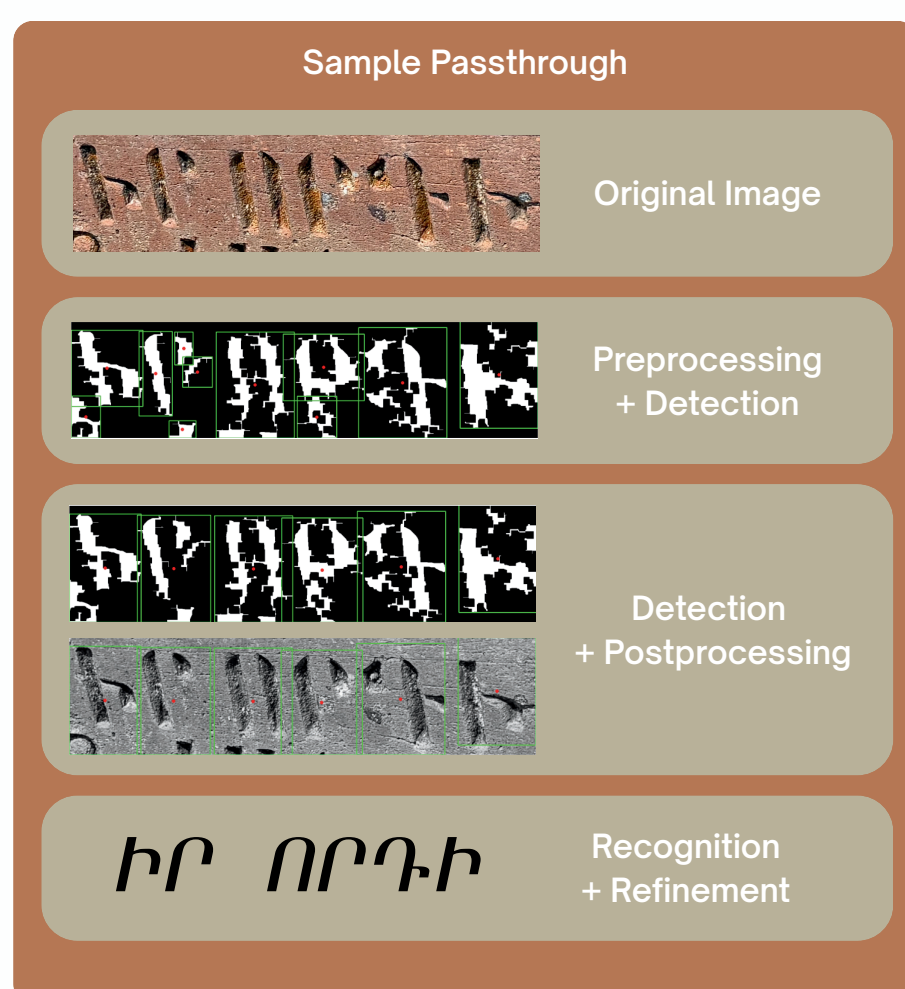 Sample Passthrough
Original Image
Preprocessing
+ Detection
Detection
+ Postprocessing
ԻՐ ՈՐԴԻ
Recognition
+ Refinement